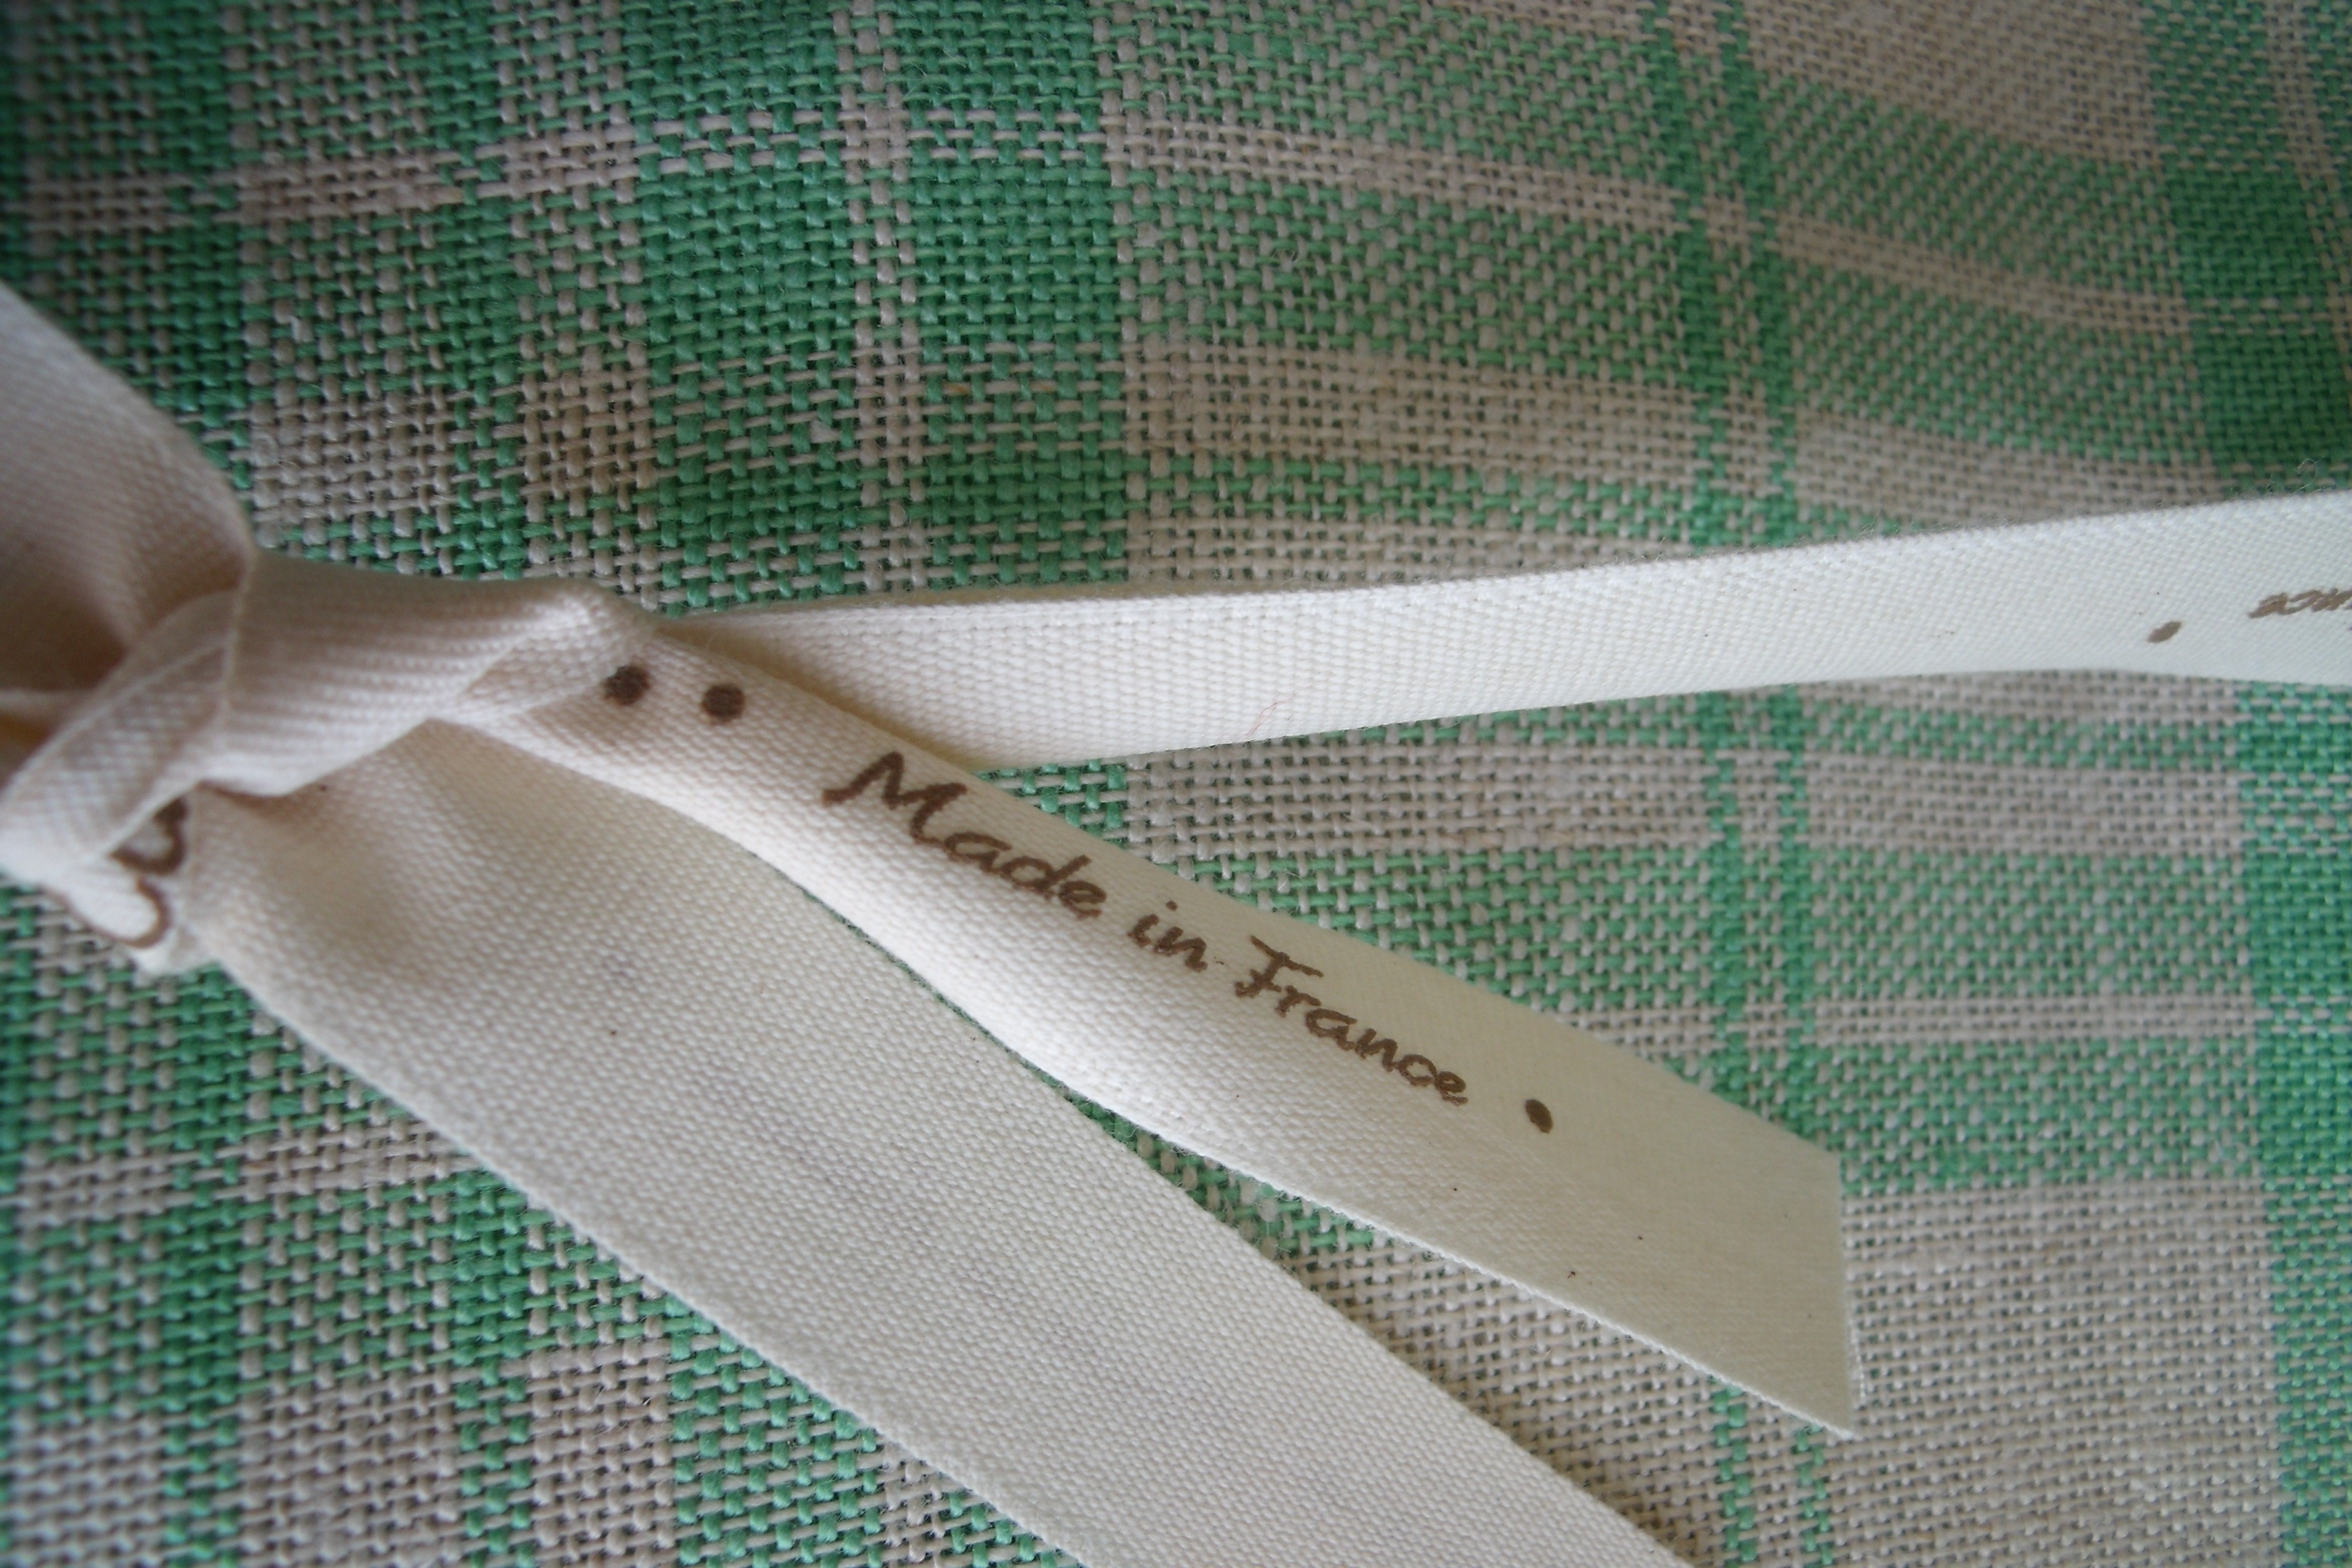 • • Made in France •